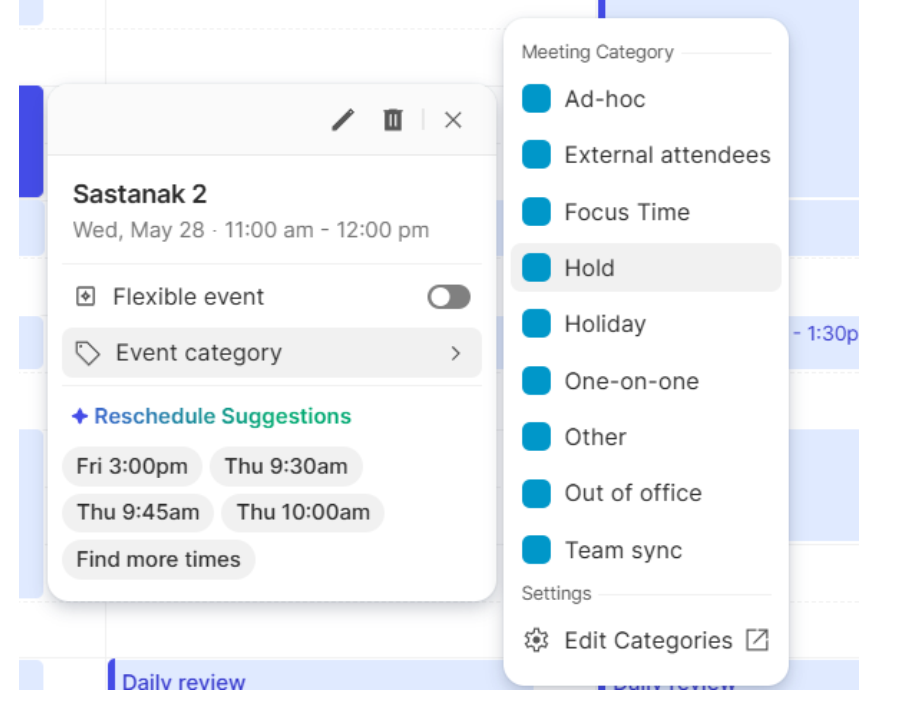 Sastanak 2
Wed, May 28 · 11:00 am - 12:00 pm
Flexible event
Event category
Reschedule Suggestions
Fri 3:00pm
Thu 9:30am
Thu 9:45am
Thu 10:00am
Find more times
Meeting Category
Ad-hoc
External attendees
Focus Time
Hold
Holiday
One-on-one
Other
Out of office
Team sync
Settings
Edit Categories
- 1:30p
Daily review
Daily review